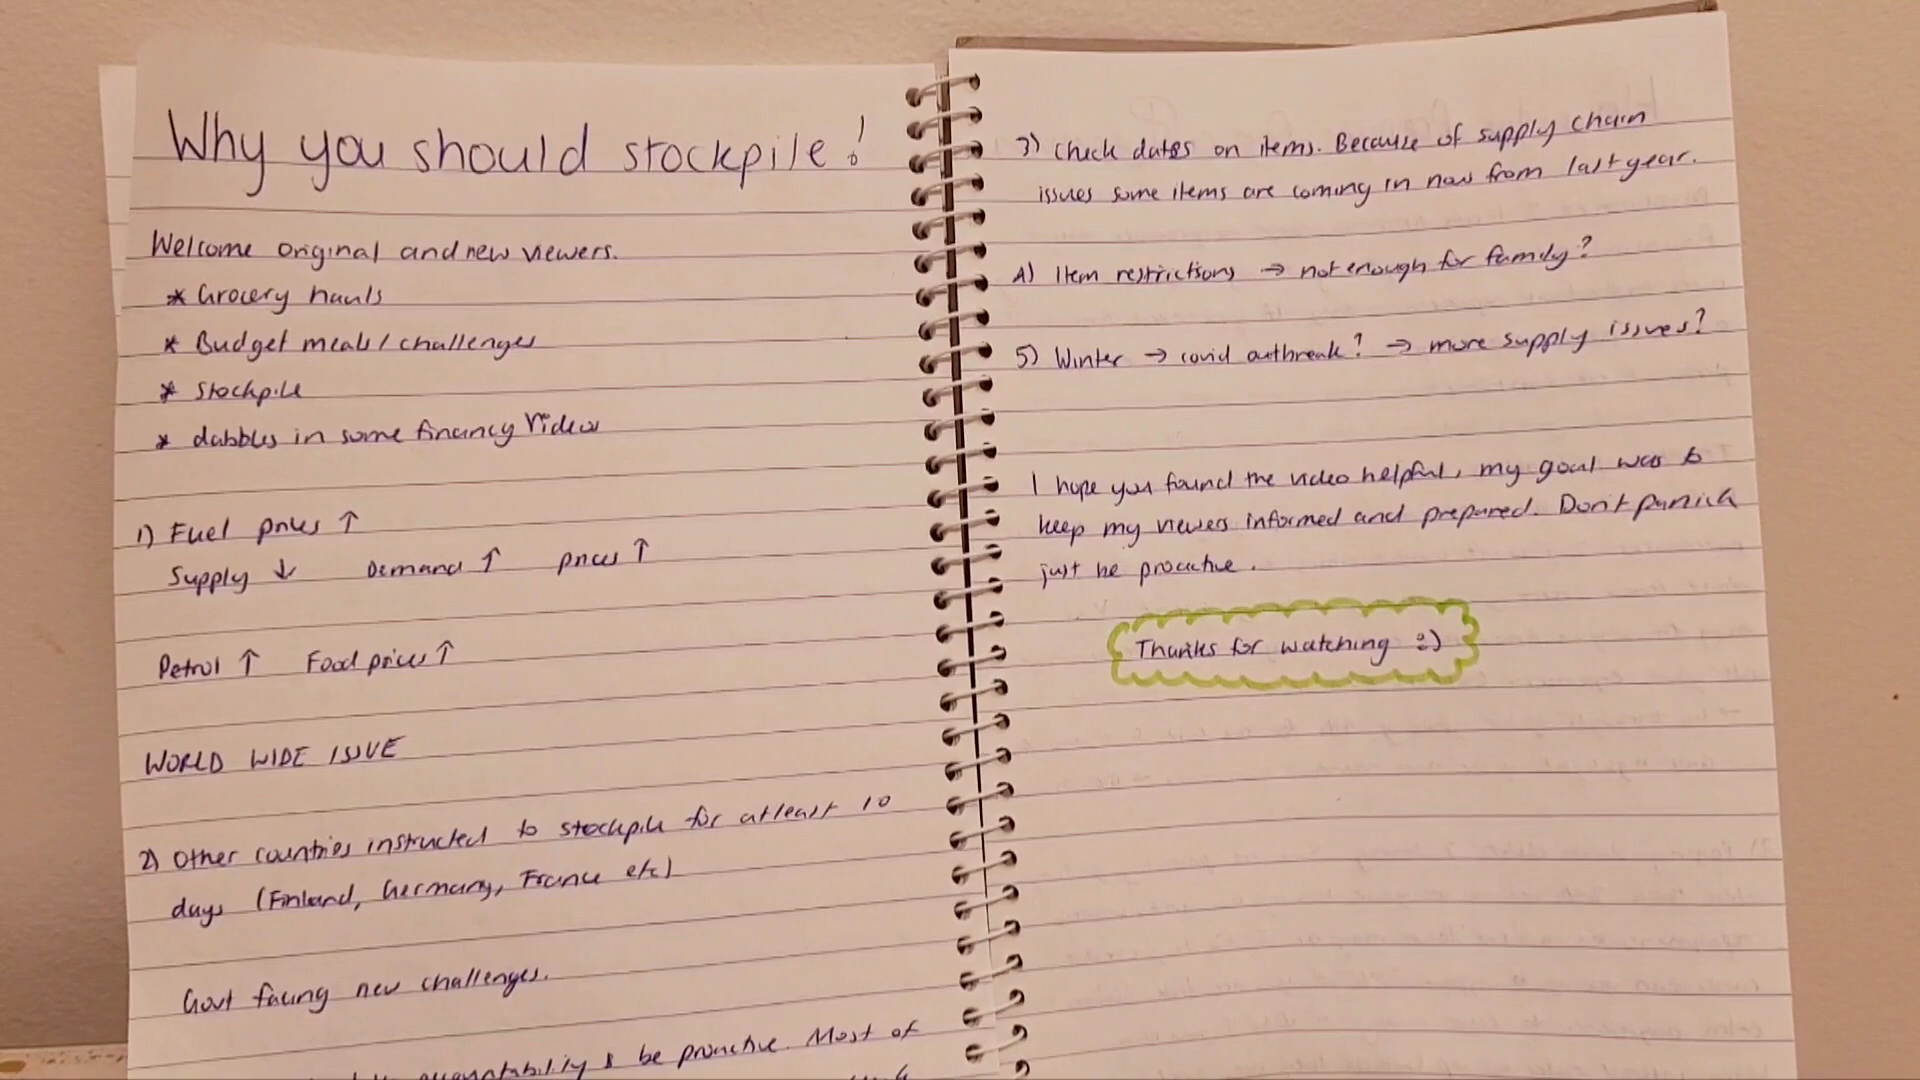 Why you should stockpile!
Welcome original and new viewers.
* Grocery hauls
* Budget meals / challenges
* Stockpile
* dabbles in some financy videos
1) Fuel prices ↑
Supply ↓ Demand ↑ prices ↑
Petrol ↑ Food prices ↑
WORLD WIDE ISSUE
2) Other countries instructed to stockpile for atleast 10
days (Finland, Germany, France etc)
Govt facing new challenges.
accountability & be proactive. Most of
3) Check dates on items. Because of supply chain
issues some items are coming in now from last year.
4) Item restrictions → not enough for family?
5) Winter → covid outbreak? → more supply issues?
I hope you found the video helpful, my goal was to
keep my viewers informed and prepared. Don't panick
just be proactive.
Thanks for watching :)